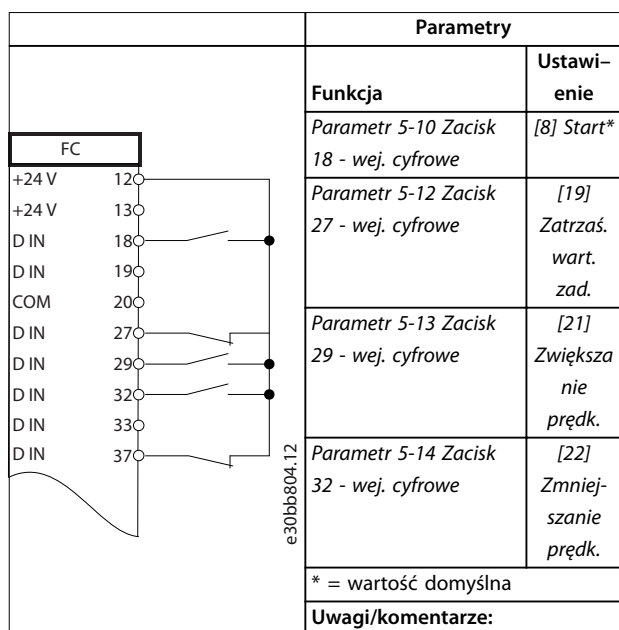 Parametry
Funkcja
Ustawi–
enie
Parametr 5-10 Zacisk
18 - wej. cyfrowe
[8] Start*
Parametr 5-12 Zacisk
27 - wej. cyfrowe
[19]
Zatrzaś.
wart.
zad.
Parametr 5-13 Zacisk
29 - wej. cyfrowe
[21]
Zwiększa
nie
prędk.
Parametr 5-14 Zacisk
32 - wej. cyfrowe
[22]
Zmniej-
szanie
prędk.
* = wartość domyślna
Uwagi/komentarze:
FC
+24 V 12
+24 V 13
D IN 18
D IN 19
COM 20
D IN 27
D IN 29
D IN 32
D IN 33
D IN 37
e30bb804.12